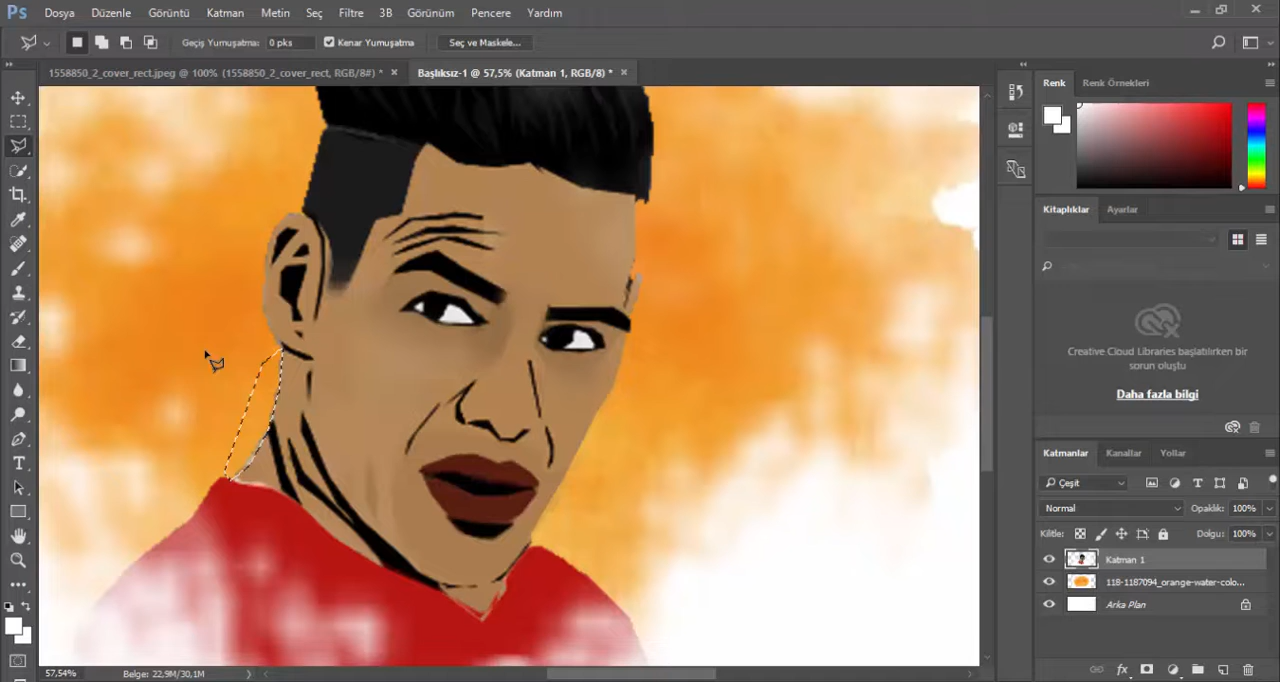 Ps Dosya Düzenle Görüntü Katman Metin Seç Filtre 3B Görünüm Pencere Yardım
Geçiş Yumuşatma: 0 pks Kenar Yumuşatma Seç ve Maskele...
1558850_2_cover_rect.jpeg @ 100% (1558850_2_cover_rect, RGB/8#) * Başlıksız-1 @ 57,5% (Katman 1, RGB/8) *
Renk Renk Örnekleri
Kitaplıklar Ayarlar
Creative Cloud Libraries başlatılırken bir
sorun oluştu
Daha fazla bilgi
Katmanlar Kanallar Yollar
Çeşit
Normal Opaklık: 100%
Kilitle: Dolgu: 100%
Katman 1
118-1187094_orange-water-colo...
Arka Plan
57,54% Belge: 22,9M/30,1M